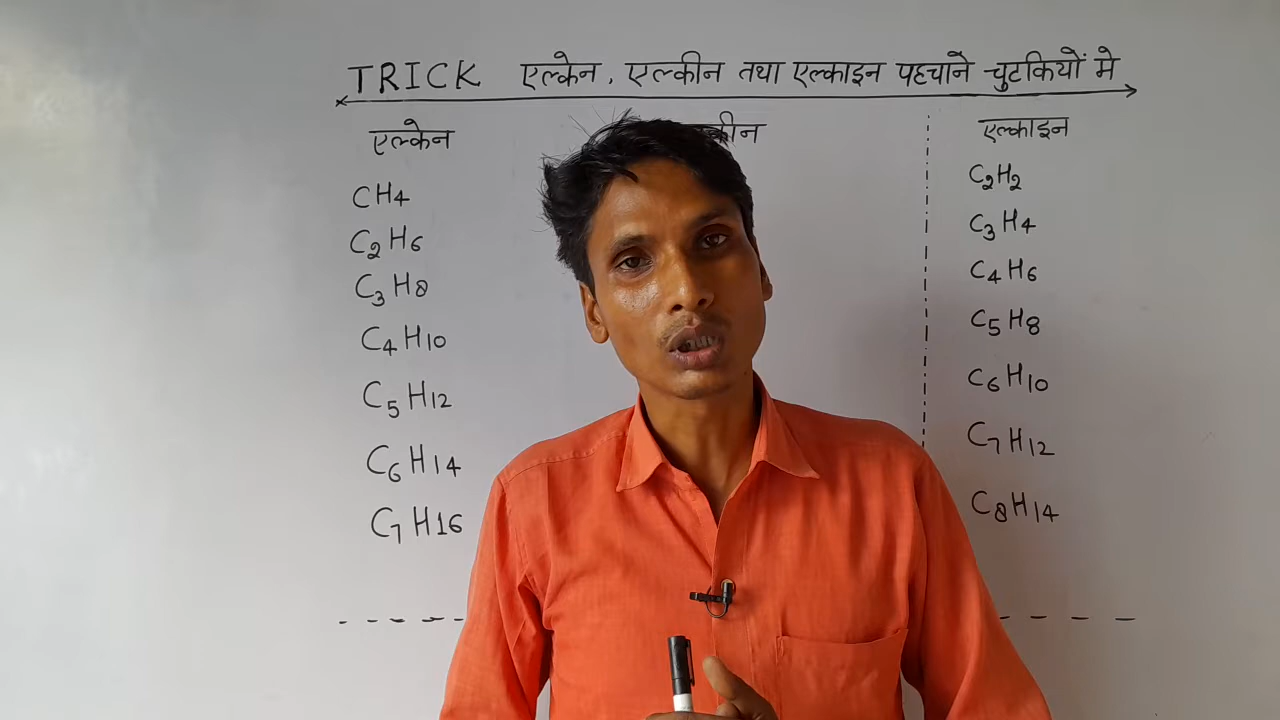 TRICK एल्केन, एल्कीन तथा एल्काइन पहचाने चुटकियों मे
एल्केन
CH4
C2H6
C3H8
C4H10
C5H12
C6H14
C7H16
एल्काइन
C2H2
C3H4
C4H6
C5H8
C6H10
C7H12
C8H14